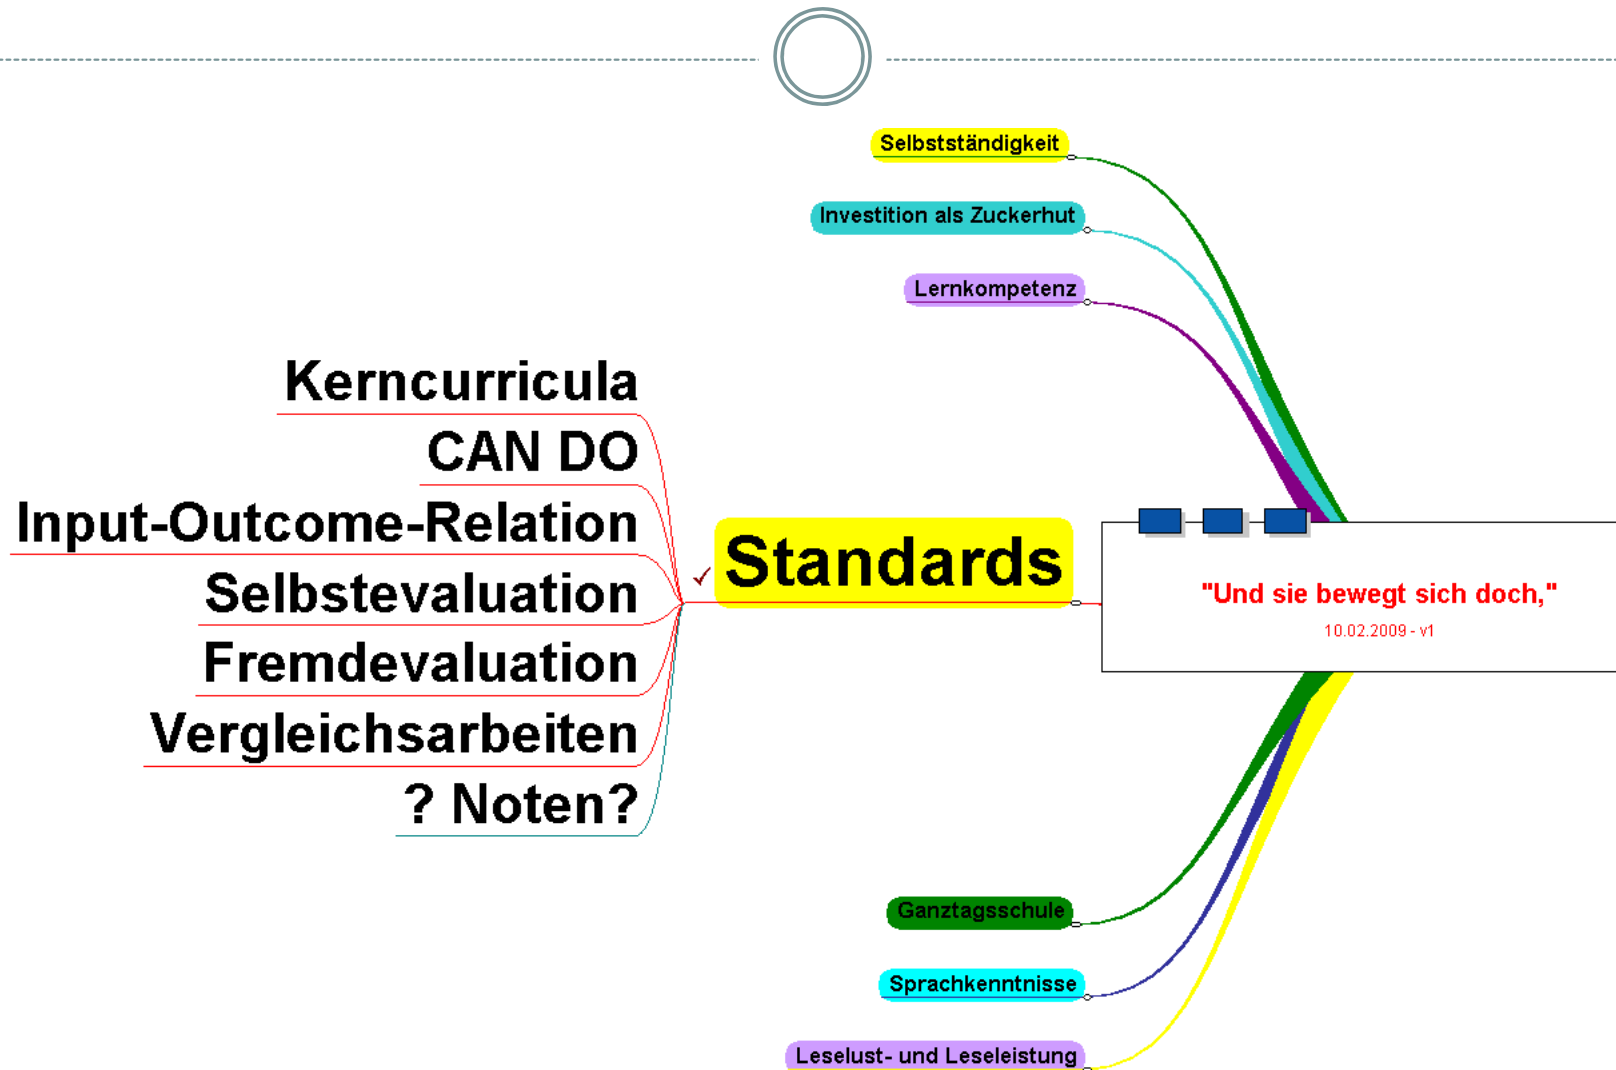 Selbstständigkeit
Investition als Zuckerhut
Lernkompetenz
Kerncurricula
CAN DO
Input-Outcome-Relation
Selbstevaluation
Fremdevaluation
Vergleichsarbeiten
? Noten?
Standards
"Und sie bewegt sich doch,"
10.02.2009 - v1
Ganztagsschule
Sprachkenntnisse
Leselust- und Leseleistung